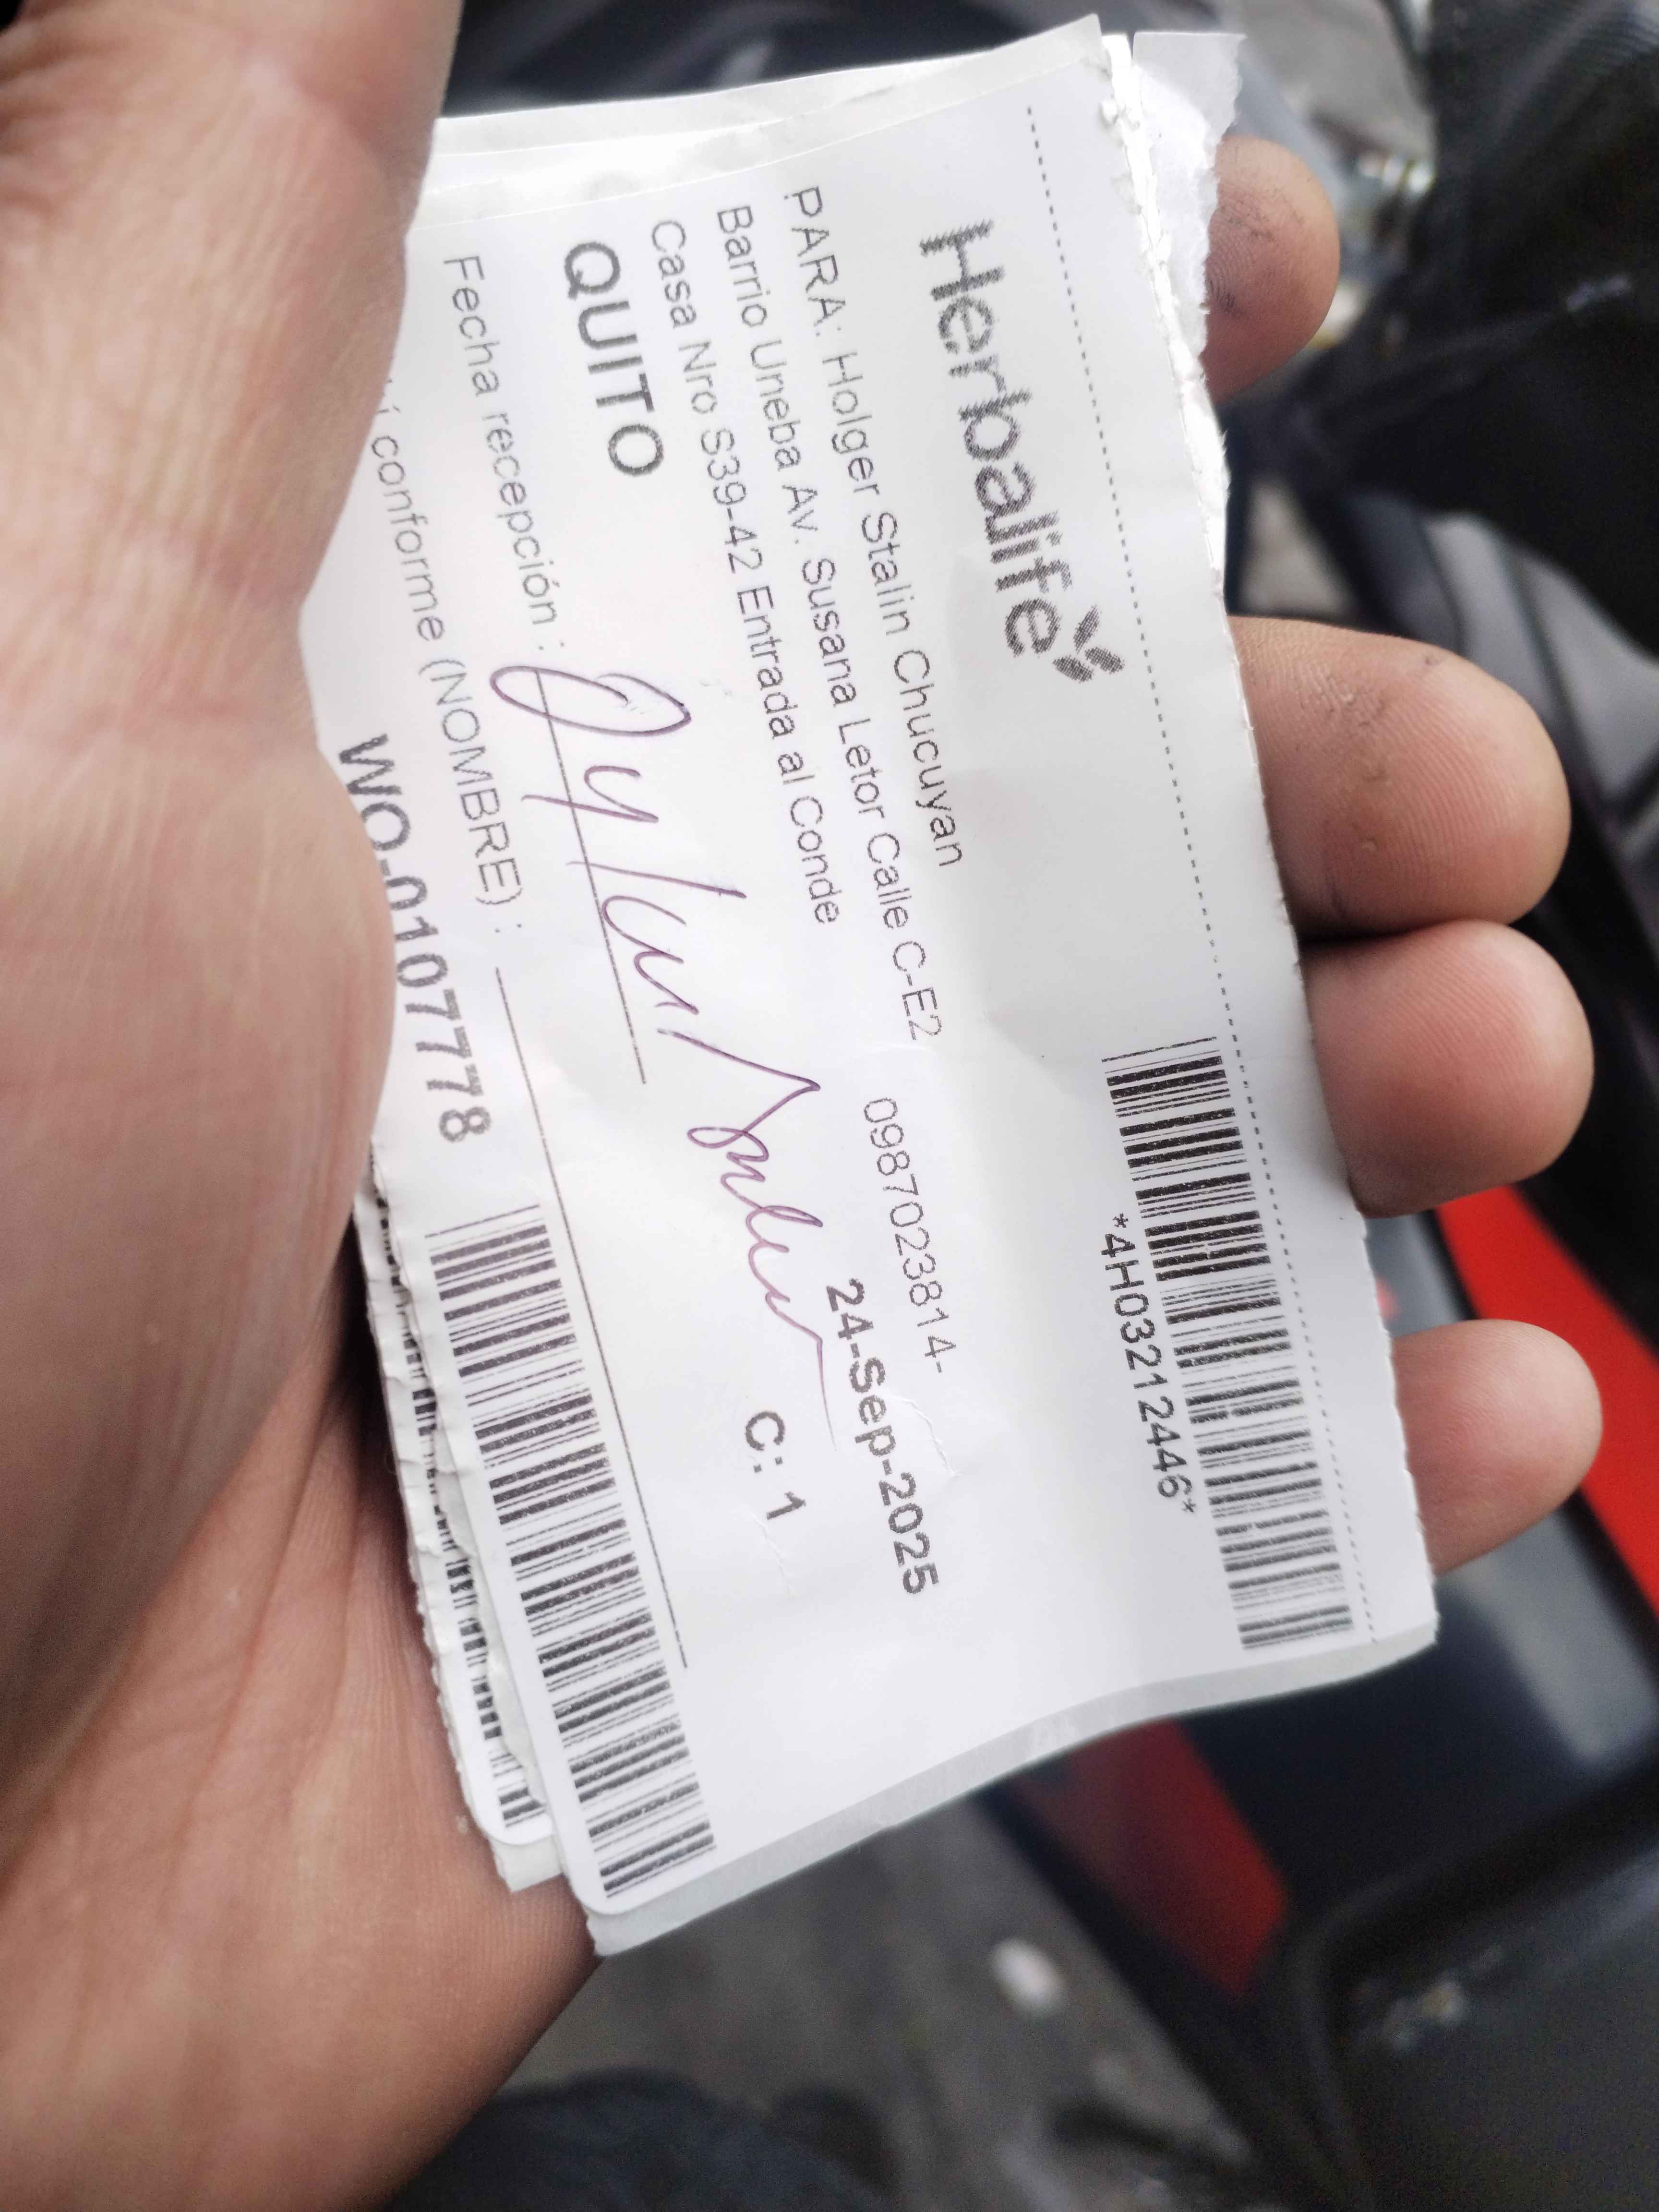 Herbalife
*4H03212446*
PARA: Holger Stalin Chucuyan
Barrio Uneba Av. Susana Letor Calle C-E2 0987023814-
Casa Nro S39-42 Entrada al Conde 24-Sep-2025
QUITO C: 1
Fecha recepción :
í conforme (NOMBRE) :
WO-0107778